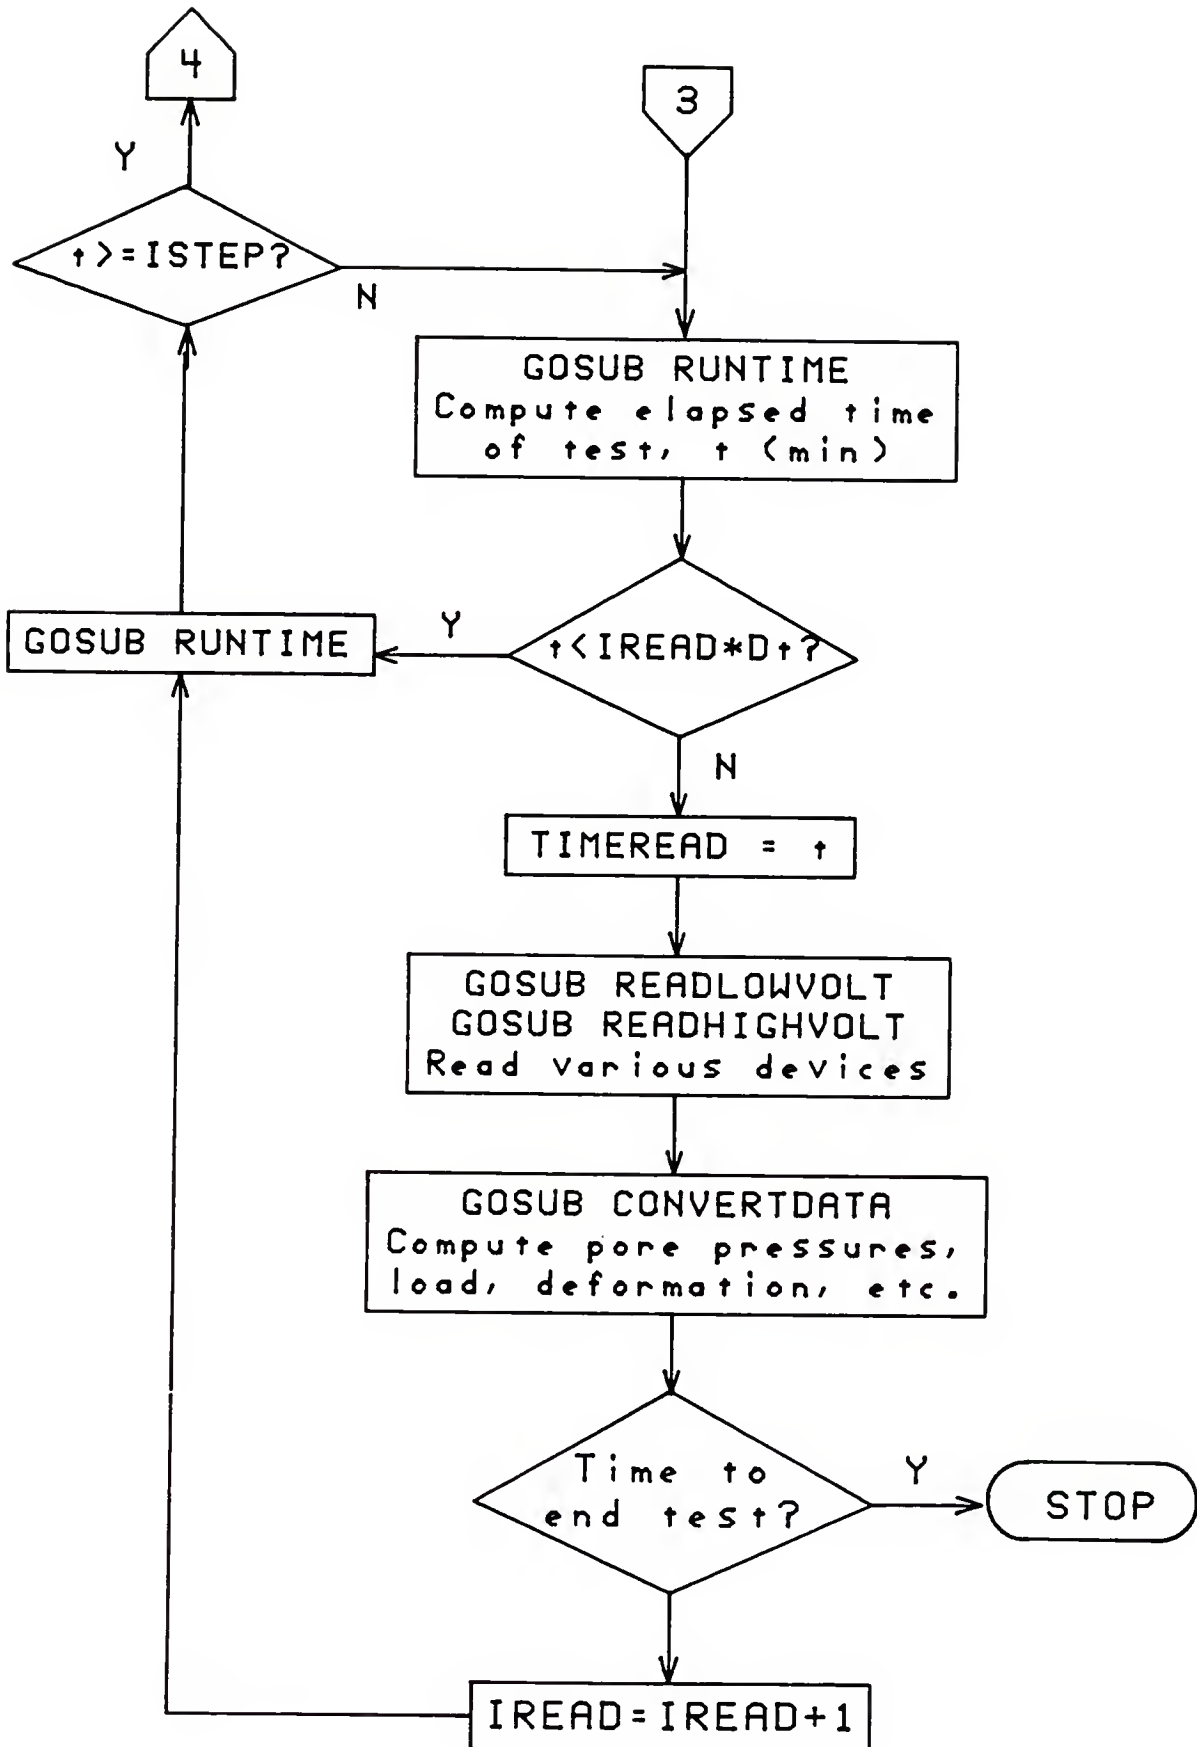 4
3
Y
t>=ISTEP?
N
GOSUB RUNTIME
Compute elapsed time
of test, t (min)
GOSUB RUNTIME
Y
t<IREAD*Dt?
N
TIMEREAD = t
GOSUB READLOWVOLT
GOSUB READHIGHVOLT
Read various devices
GOSUB CONVERTDATA
Compute pore pressures,
load, deformation, etc.
Time to
end test?
Y
STOP
IREAD=IREAD+1